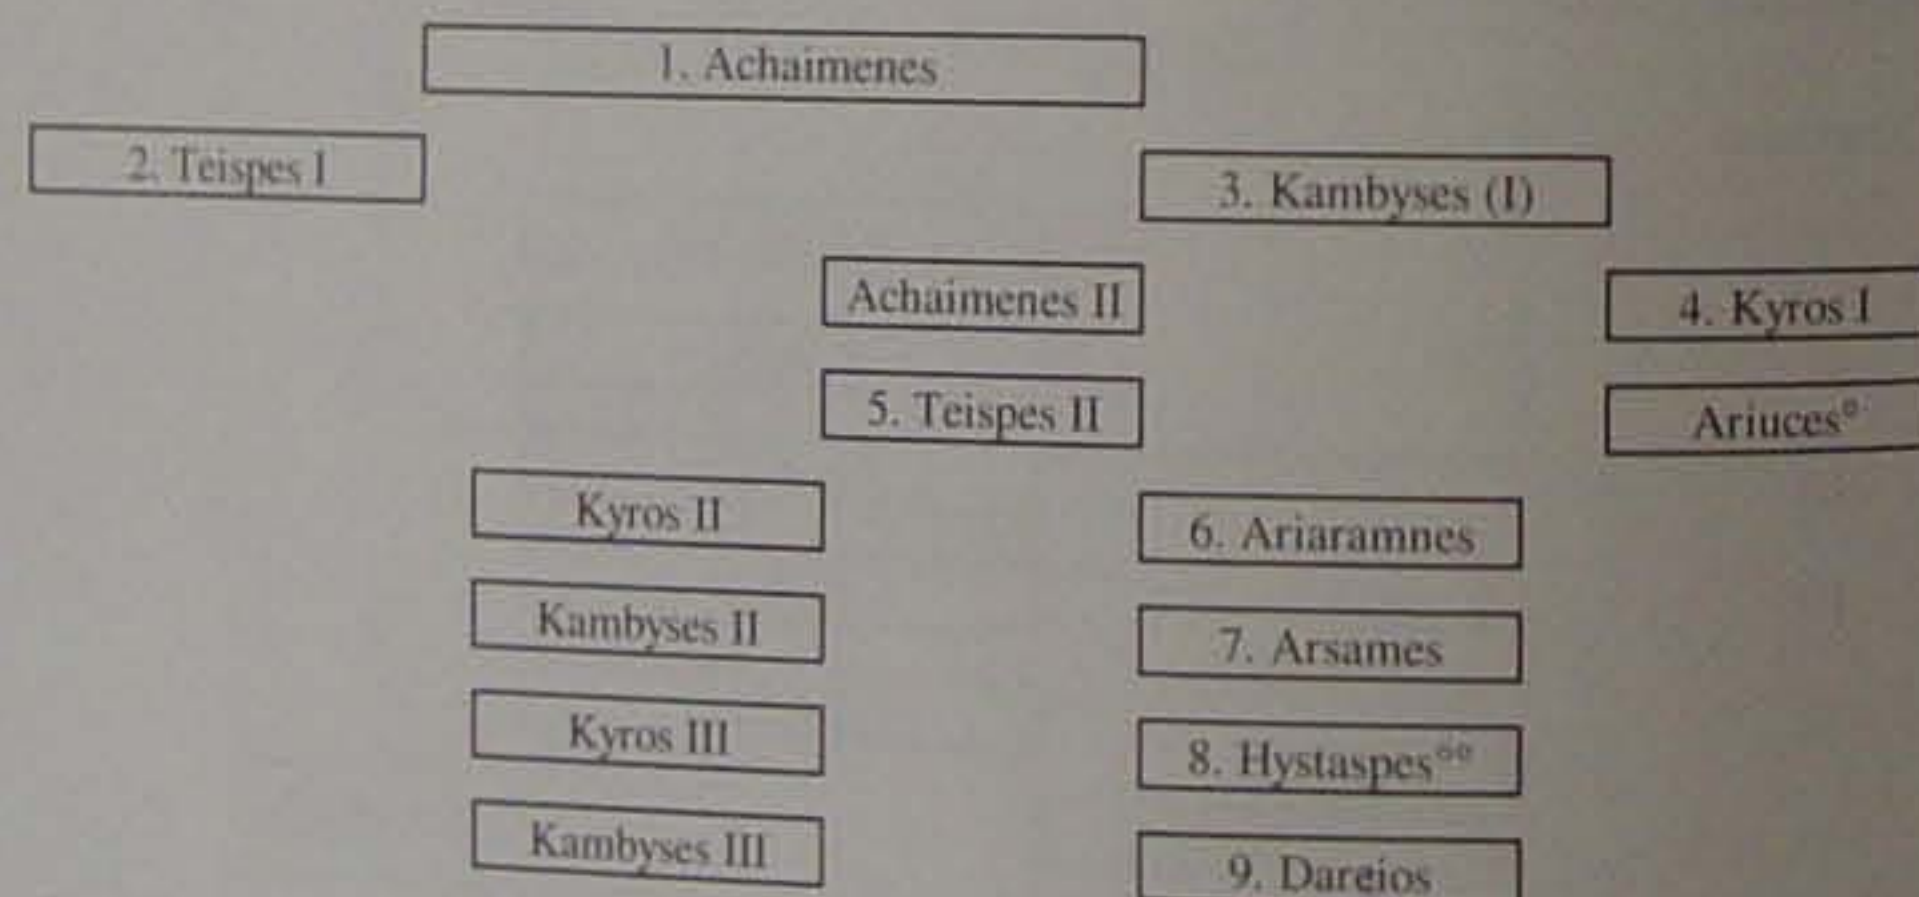 1. Achaimenes
2. Teispes I
3. Kambyses (I)
Achaimenes II
4. Kyros I
5. Teispes II
Ariuces°
Kyros II
6. Ariaramnes
Kambyses II
7. Arsames
Kyros III
8. Hystaspes°°
Kambyses III
9. Dareios